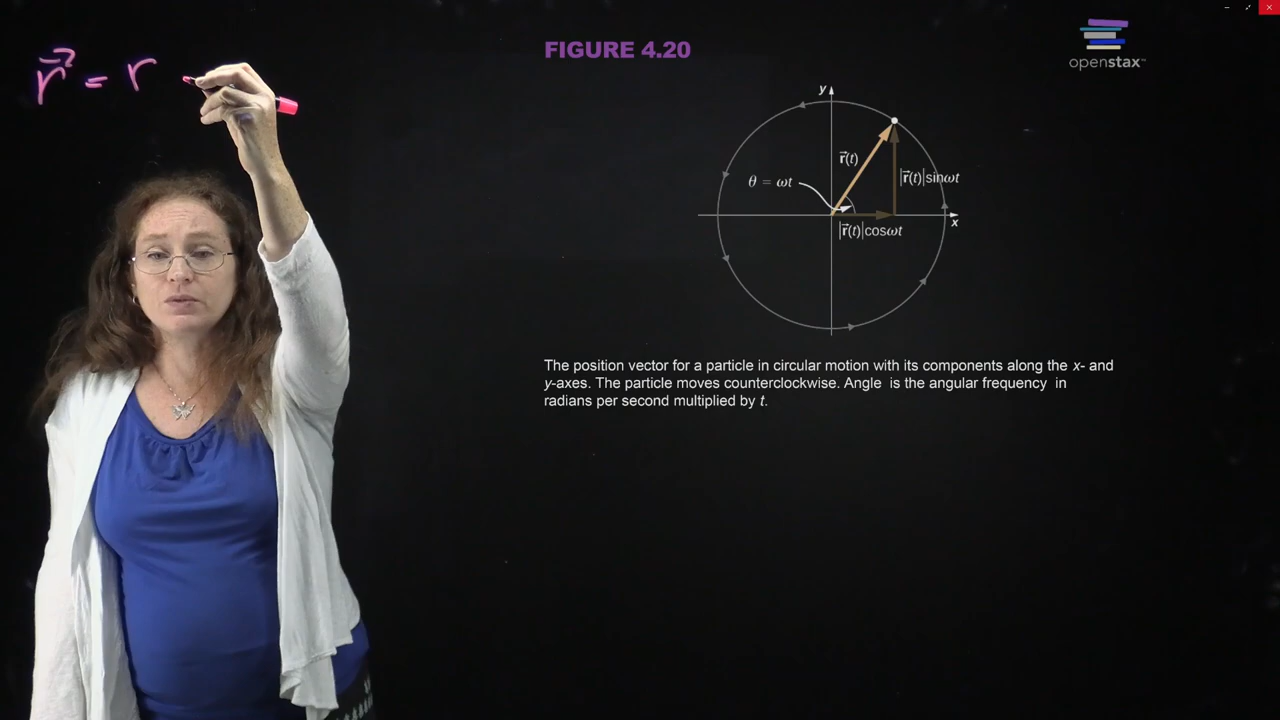 r⃗ = r
FIGURE 4.20
openstax™
y
r⃗(t)
θ = ωt
|r⃗(t)|sinωt
x
|r⃗(t)|cosωt
The position vector for a particle in circular motion with its components along the x- and
y-axes. The particle moves counterclockwise. Angle is the angular frequency in
radians per second multiplied by t.